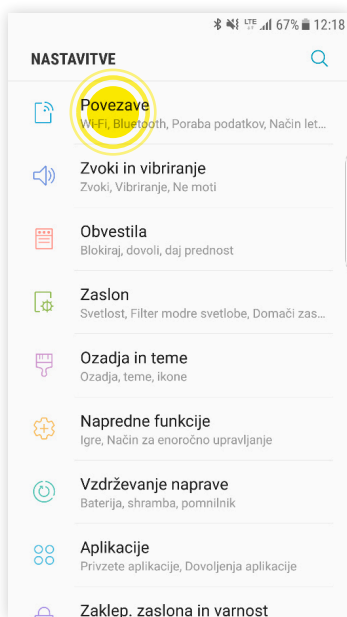 LTE 67% 12:18
NASTAVITVE
Povezave
Wi-Fi, Bluetooth, Poraba podatkov, Način let...
Zvoki in vibriranje
Zvoki, Vibriranje, Ne moti
Obvestila
Blokiraj, dovoli, daj prednost
Zaslon
Svetlost, Filter modre svetlobe, Domači zas...
Ozadja in teme
Ozadja, teme, ikone
Napredne funkcije
Igre, Način za enoročno upravljanje
Vzdrževanje naprave
Baterija, shramba, pomnilnik
Aplikacije
Privzete aplikacije, Dovoljenja aplikacije
Zaklep. zaslona in varnost